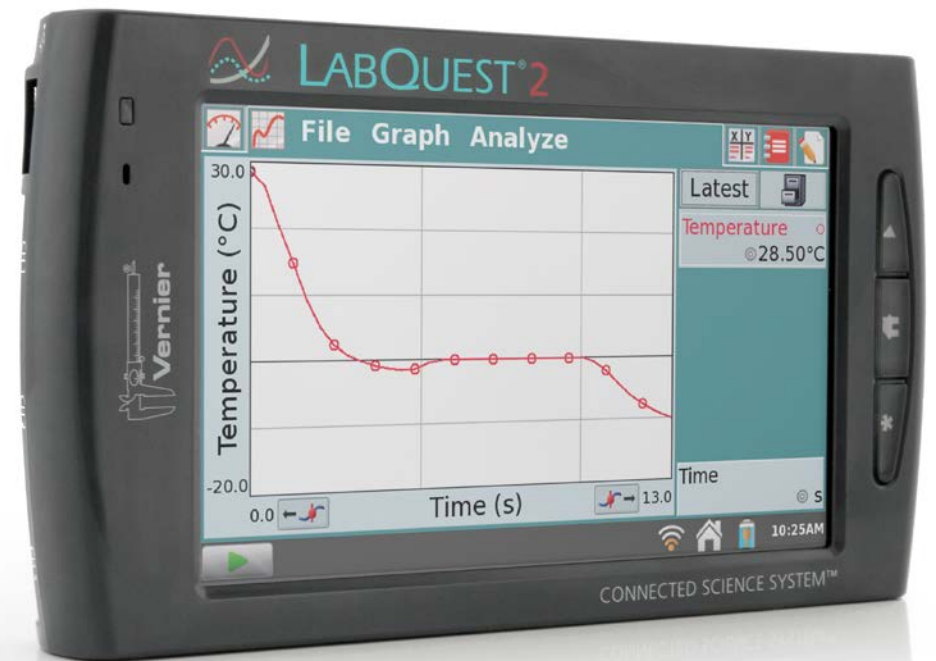 LABQUEST® 2
File Graph Analyze
X Y
30.0
Temperature (°C)
-20.0
0.0
Time (s)
13.0
Latest
Temperature
28.50°C
Time
s
10:25AM
Vernier
CONNECTED SCIENCE SYSTEM™